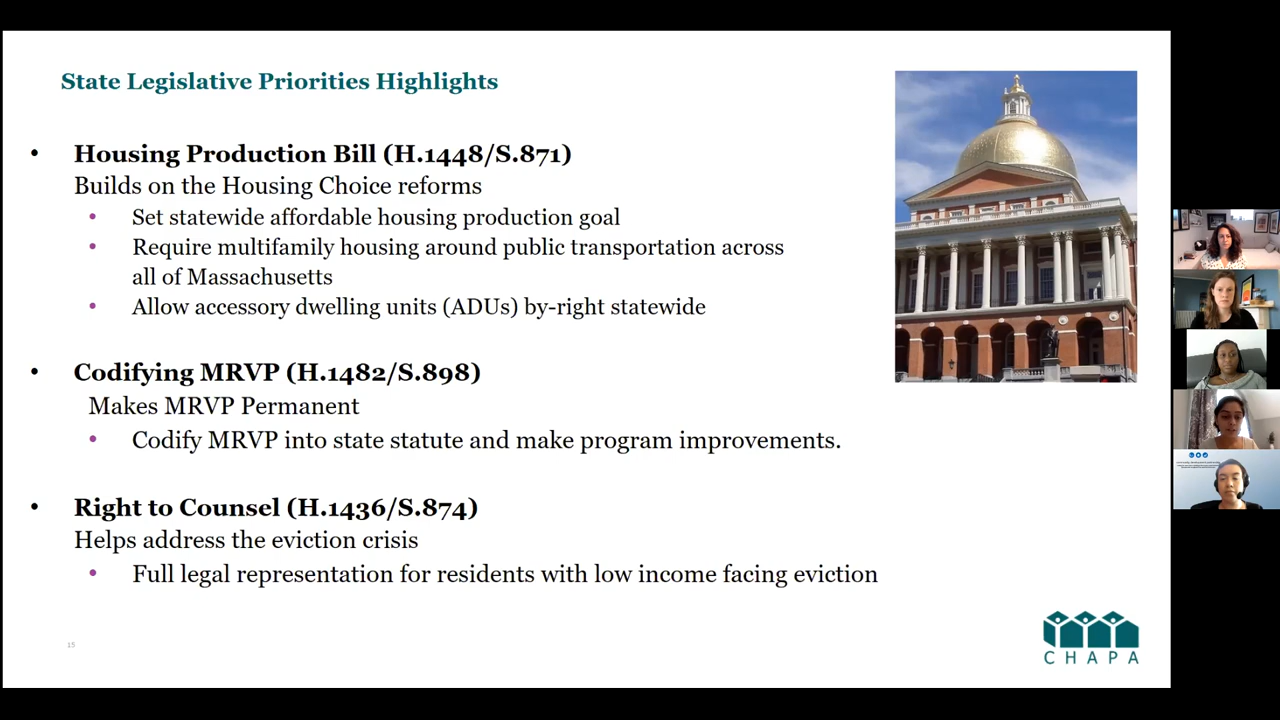 State Legislative Priorities Highlights
• Housing Production Bill (H.1448/S.871)
Builds on the Housing Choice reforms
• Set statewide affordable housing production goal
• Require multifamily housing around public transportation across
all of Massachusetts
• Allow accessory dwelling units (ADUs) by-right statewide
• Codifying MRVP (H.1482/S.898)
Makes MRVP Permanent
• Codify MRVP into state statute and make program improvements.
• Right to Counsel (H.1436/S.874)
Helps address the eviction crisis
• Full legal representation for residents with low income facing eviction
15
CHAPA